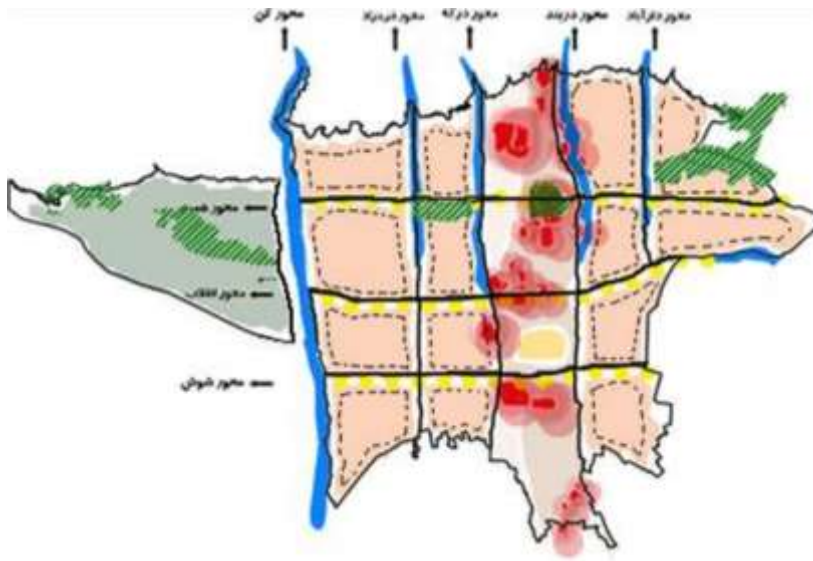 محور کن
محور فرحزاد
محور درکه
محور دربند
محور دارآباد
محور همت
محور انقلاب
محور شوش